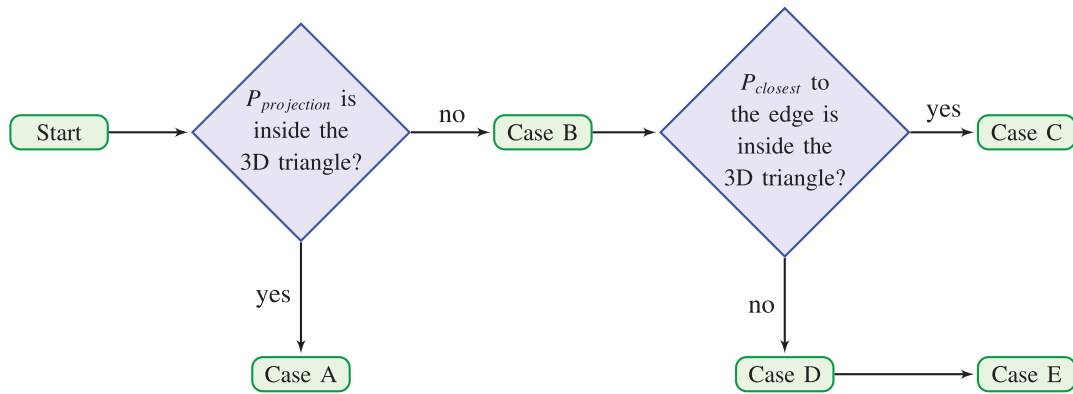 Start
P_projection is
inside the
3D triangle?
no
Case B
P_closest to
the edge is
inside the
3D triangle?
yes
Case C
yes
no
Case A
Case D
Case E